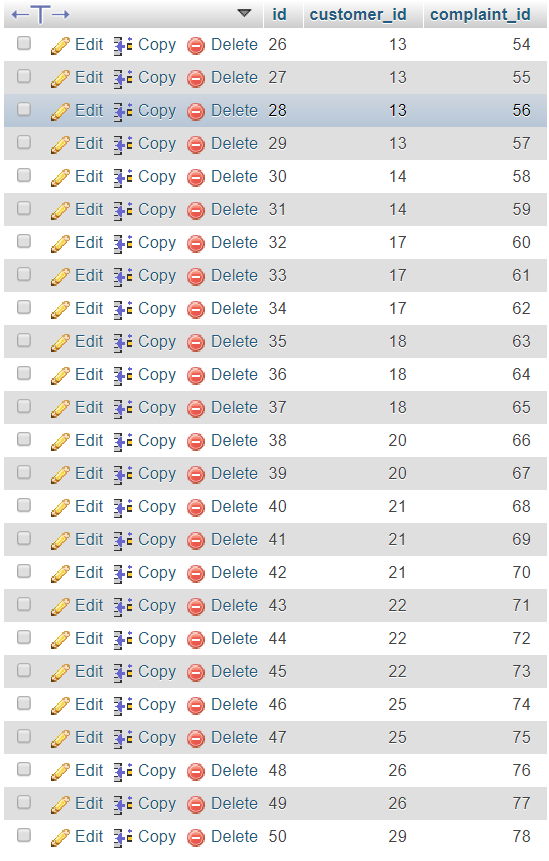 id customer_id complaint_id
Edit Copy Delete 26 13 54
Edit Copy Delete 27 13 55
Edit Copy Delete 28 13 56
Edit Copy Delete 29 13 57
Edit Copy Delete 30 14 58
Edit Copy Delete 31 14 59
Edit Copy Delete 32 17 60
Edit Copy Delete 33 17 61
Edit Copy Delete 34 17 62
Edit Copy Delete 35 18 63
Edit Copy Delete 36 18 64
Edit Copy Delete 37 18 65
Edit Copy Delete 38 20 66
Edit Copy Delete 39 20 67
Edit Copy Delete 40 21 68
Edit Copy Delete 41 21 69
Edit Copy Delete 42 21 70
Edit Copy Delete 43 22 71
Edit Copy Delete 44 22 72
Edit Copy Delete 45 22 73
Edit Copy Delete 46 25 74
Edit Copy Delete 47 25 75
Edit Copy Delete 48 26 76
Edit Copy Delete 49 26 77
Edit Copy Delete 50 29 78